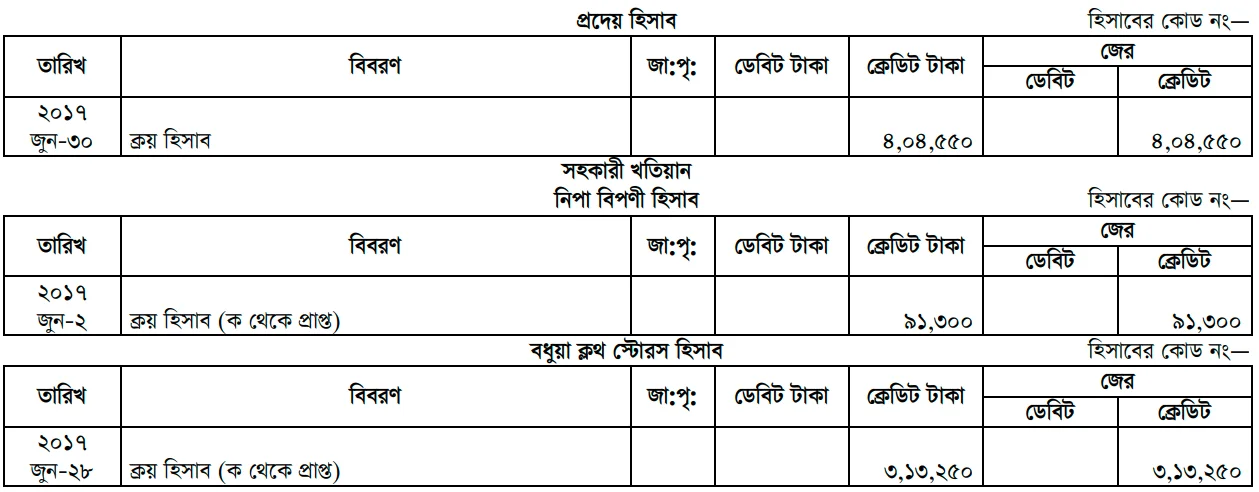 প্রদেয় হিসাব হিসাবের কোড নং—
তারিখ বিবরণ জা:পৃ: ডেবিট টাকা ক্রেডিট টাকা জের
ডেবিট ক্রেডিট
২০১৭
জুন-৩০ ক্রয় হিসাব ৪,০৪,৫৫০ ৪,০৪,৫৫০
সহকারী খতিয়ান
নিপা বিপণী হিসাব হিসাবের কোড নং—
তারিখ বিবরণ জা:পৃ: ডেবিট টাকা ক্রেডিট টাকা জের
ডেবিট ক্রেডিট
২০১৭
জুন-২ ক্রয় হিসাব (ক থেকে প্রাপ্ত) ৯১,৩০০ ৯১,৩০০
বধুয়া ক্লথ স্টোরস হিসাব হিসাবের কোড নং—
তারিখ বিবরণ জা:পৃ: ডেবিট টাকা ক্রেডিট টাকা জের
ডেবিট ক্রেডিট
২০১৭
জুন-২৮ ক্রয় হিসাব (ক থেকে প্রাপ্ত) ৩,১৩,২৫০ ৩,১৩,২৫০